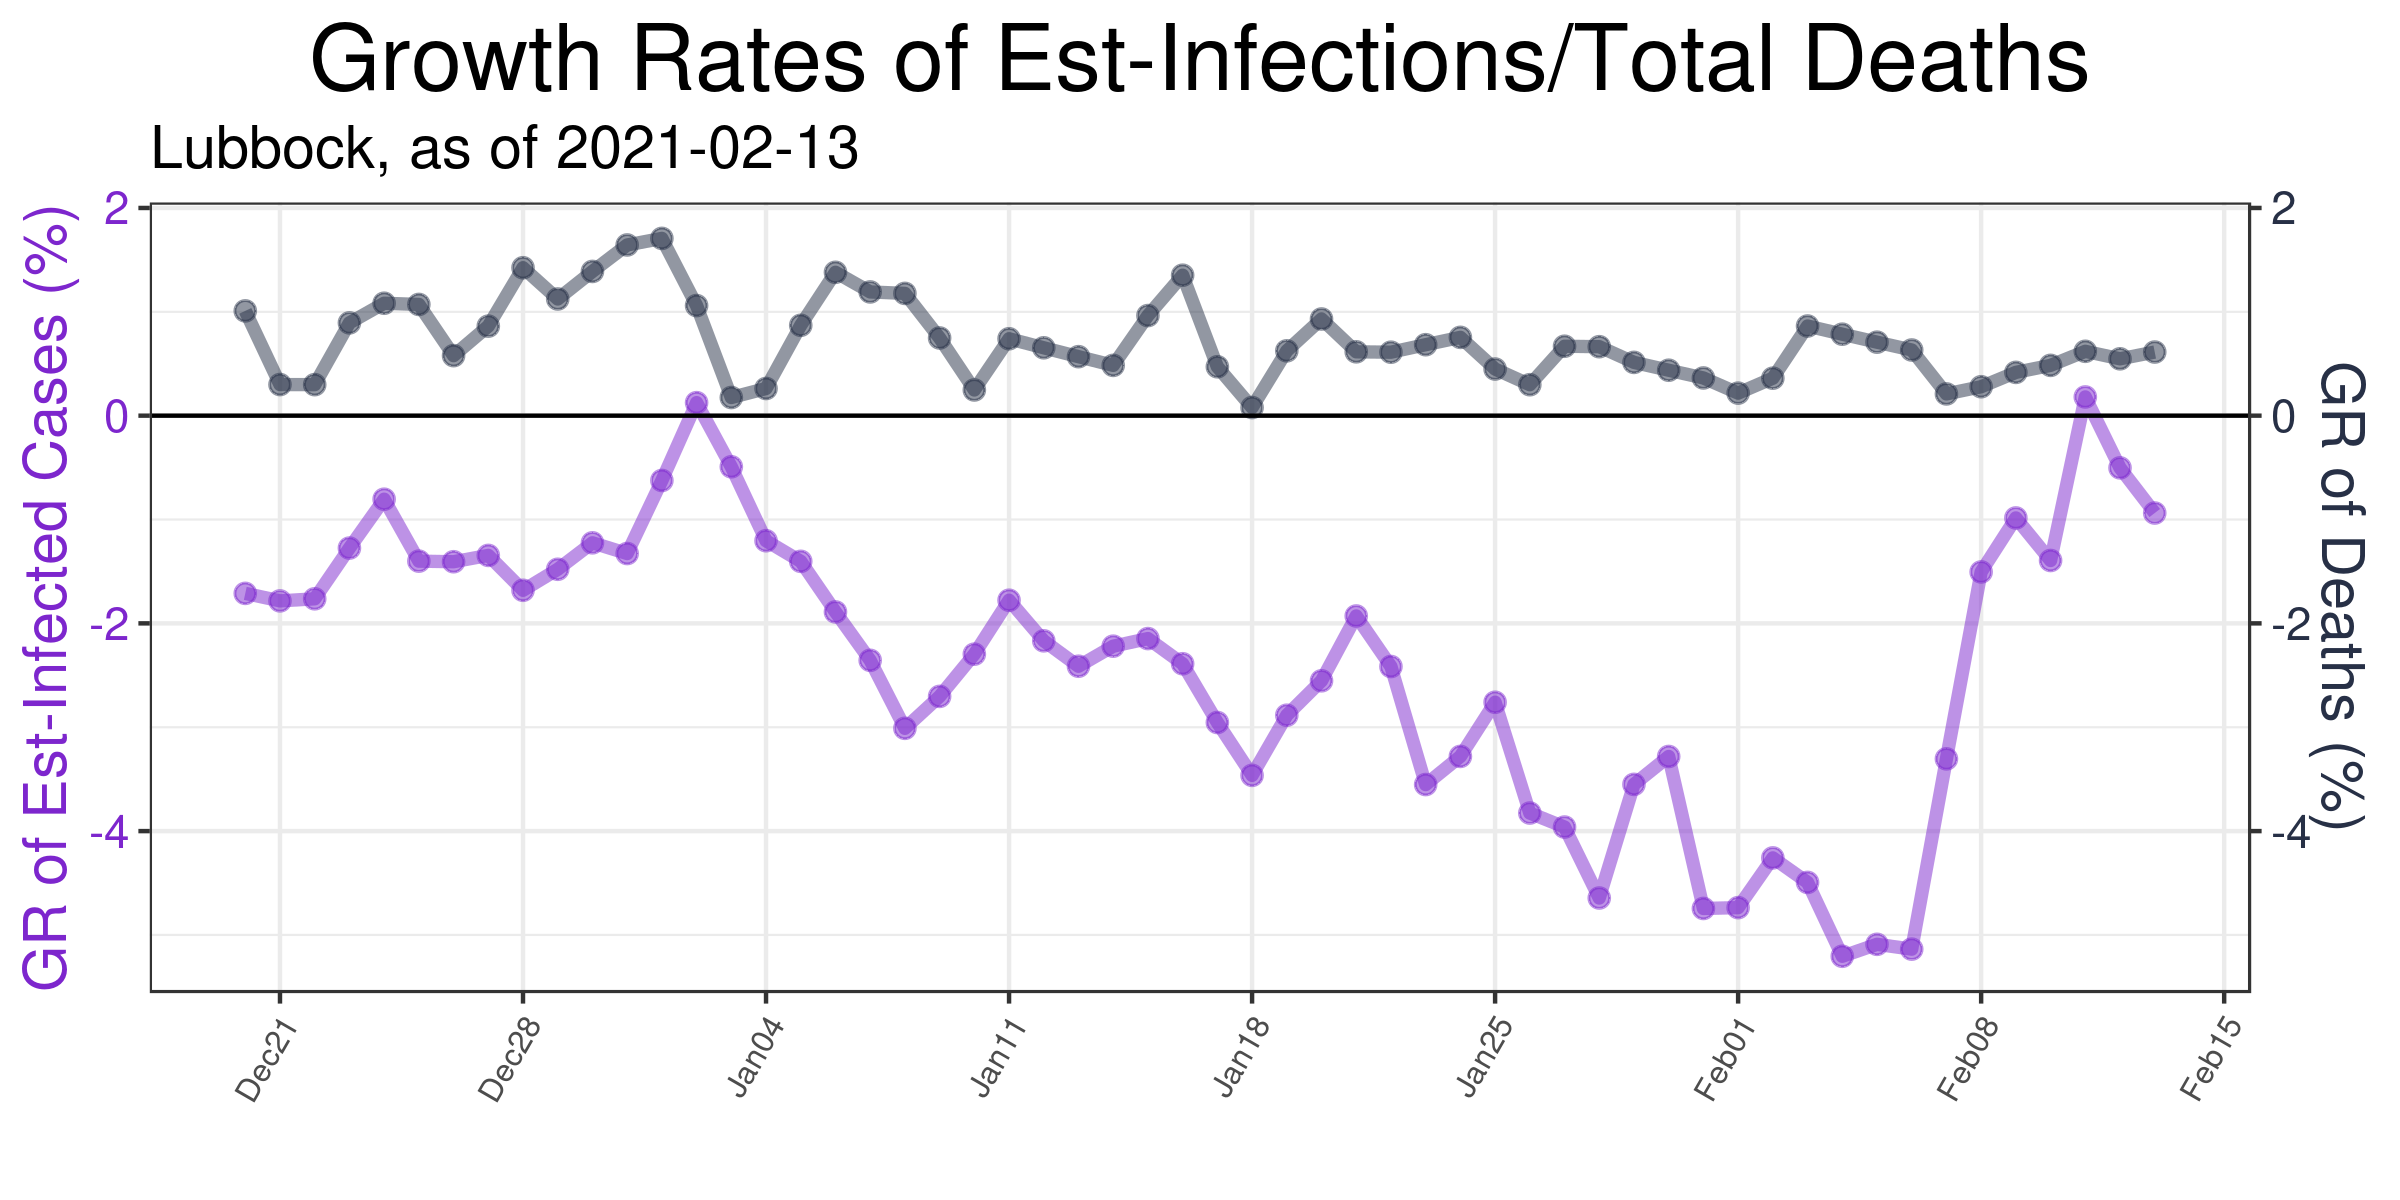 Growth Rates of Est-Infections/Total Deaths
Lubbock, as of 2021-02-13
GR of Est-Infected Cases (%)
2
0
-2
-4
2
0
-2
-4
GR of Deaths (%)
Dec21
Dec28
Jan04
Jan11
Jan18
Jan25
Feb01
Feb08
Feb15